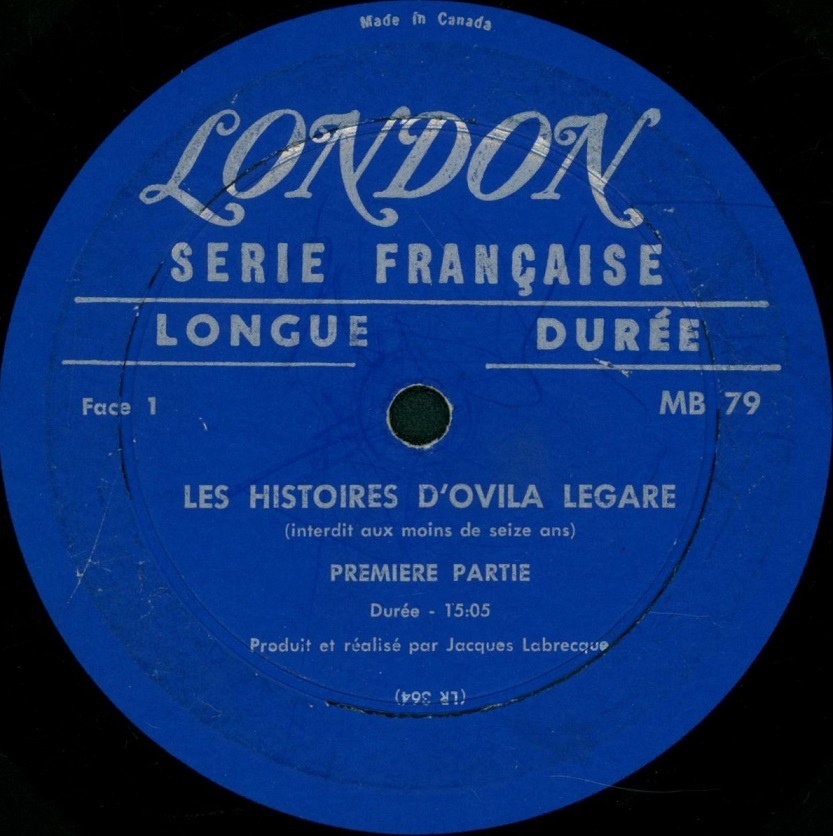 Made in Canada
LONDON
SERIE FRANÇAISE
LONGUE DURÉE
Face 1 MB 79
LES HISTOIRES D'OVILA LEGARE
(interdit aux moins de seize ans)
PREMIERE PARTIE
Durée - 15:05
Produit et réalisé par Jacques Labrecque
(LR 364)